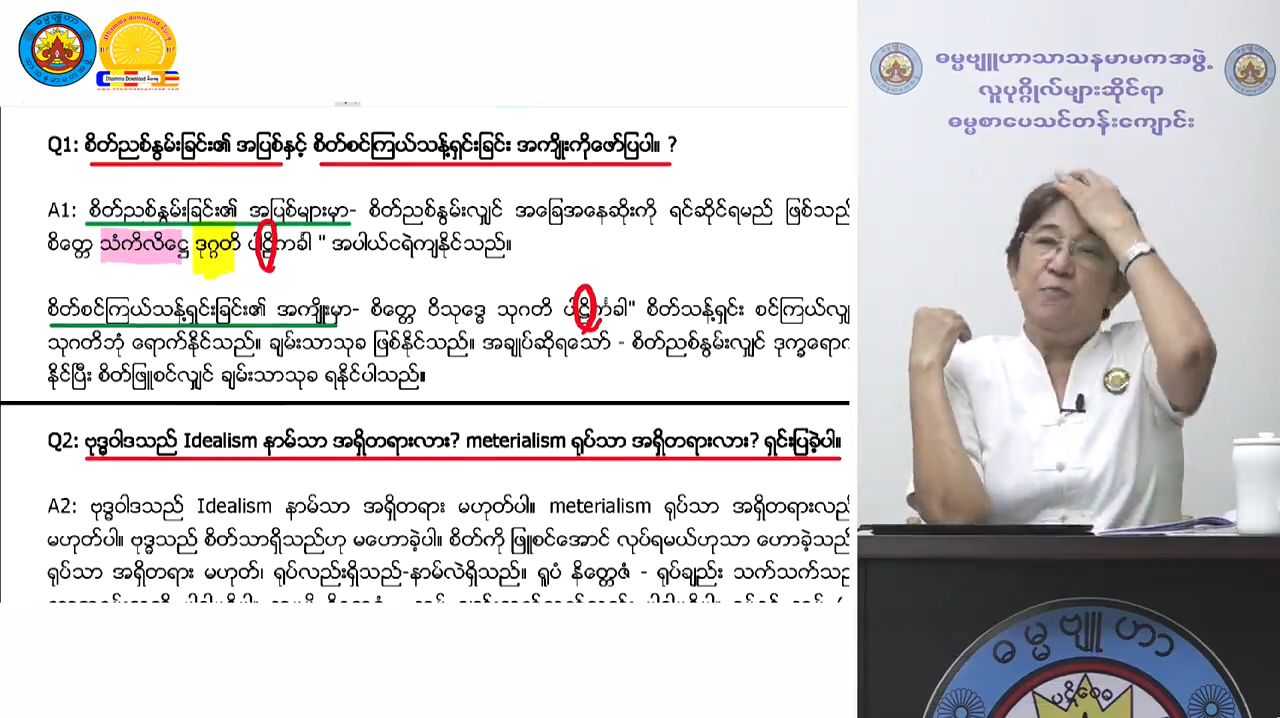 ဓမ္မဗျူဟာ
Dhamma download
Dhamma Download
ဓမ္မဗျူဟာသာသနာမာမကအဖွဲ့
လူပုဂ္ဂိုလ်များဆိုင်ရာ
ဓမ္မစာပေသင်တန်းကျောင်း
Q1: စိတ်ညစ်နွမ်းခြင်း၏ အပြစ်နှင့် စိတ်စင်ကြယ်သန့်ရှင်းခြင်း အကျိုးကိုဖော်ပြပါ။ ?
A1: စိတ်ညစ်နွမ်းခြင်း၏ အပြစ်များမှာ- စိတ်ညစ်နွမ်းလျှင် အခြေအနေဆိုးကို ရင်ဆိုင်ရမည် ဖြစ်သည်
စိတ္တေ သံကိလိဋ္ဌေ ဒုဂ္ဂတိ ပါဋိကင်္ခါ " အပါယ်ငရဲကျနိုင်သည်။
စိတ်စင်ကြယ်သန့်ရှင်းခြင်း၏ အကျိုးမှာ- စိတ္တေ ဝိသုဒ္ဓေ သုဂတိ ပါဋိကင်္ခါ" စိတ်သန့်ရှင်း စင်ကြယ်လျှ
သုဂတိဘုံ ရောက်နိုင်သည်။ ချမ်းသာသုခ ဖြစ်နိုင်သည်။ အချုပ်ဆိုရသော် - စိတ်ညစ်နွမ်းလျှင် ဒုက္ခရောက
နိုင်ပြီး စိတ်ဖြူစင်လျှင် ချမ်းသာသုခ ရနိုင်ပါသည်။
Q2: ဗုဒ္ဓဝါဒသည် Idealism နာမ်သာ အရှိတရားလား? meterialism ရုပ်သာ အရှိတရားလား? ရှင်းပြခဲ့ပါ။
A2: ဗုဒ္ဓဝါဒသည် Idealism နာမ်သာ အရှိတရား မဟုတ်ပါ။ meterialism ရုပ်သာ အရှိတရားလည်
မဟုတ်ပါ။ ဗုဒ္ဓသည် စိတ်သာရှိသည်ဟု မဟောခဲ့ပါ။ စိတ်ကို ဖြူစင်အောင် လုပ်ရမယ်ဟုသာ ဟောခဲ့သည်
ရုပ်သာ အရှိတရား မဟုတ်၊ ရုပ်လည်းရှိသည်-နာမ်လဲရှိသည်။ ရူပံ နိတ္တေဇံ - ရုပ်ချည်း သက်သက်သည
ဓမ္မဗျူဟာ
ပဋိဝေဓ